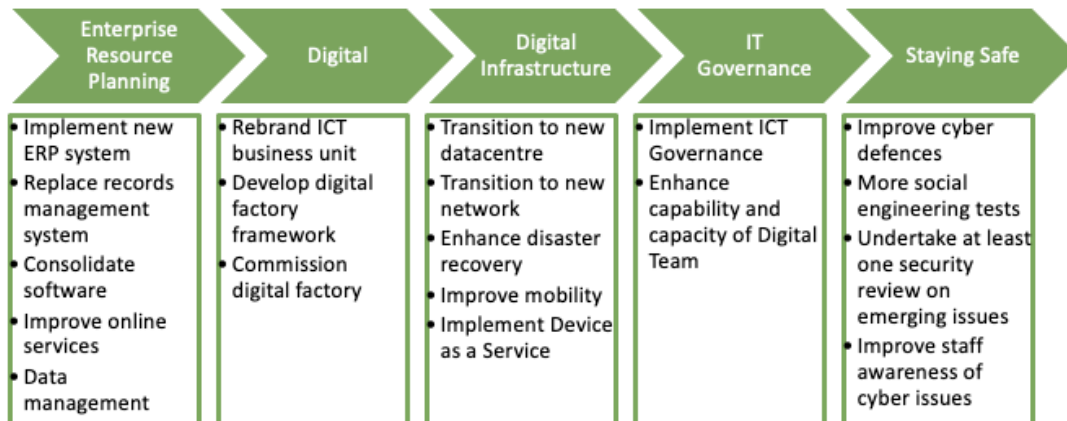 Enterprise
Resource
Planning
Digital
Digital
Infrastructure
IT
Governance
Staying Safe
• Implement new
ERP system
• Replace records
management
system
• Consolidate
software
• Improve online
services
• Data
management
• Rebrand ICT
business unit
• Develop digital
factory
framework
• Commission
digital factory
• Transition to new
datacentre
• Transition to new
network
• Enhance disaster
recovery
• Improve mobility
• Implement Device
as a Service
• Implement ICT
Governance
• Enhance
capability and
capacity of Digital
Team
• Improve cyber
defences
• More social
engineering tests
• Undertake at least
one security
review on
emerging issues
• Improve staff
awareness of
cyber issues